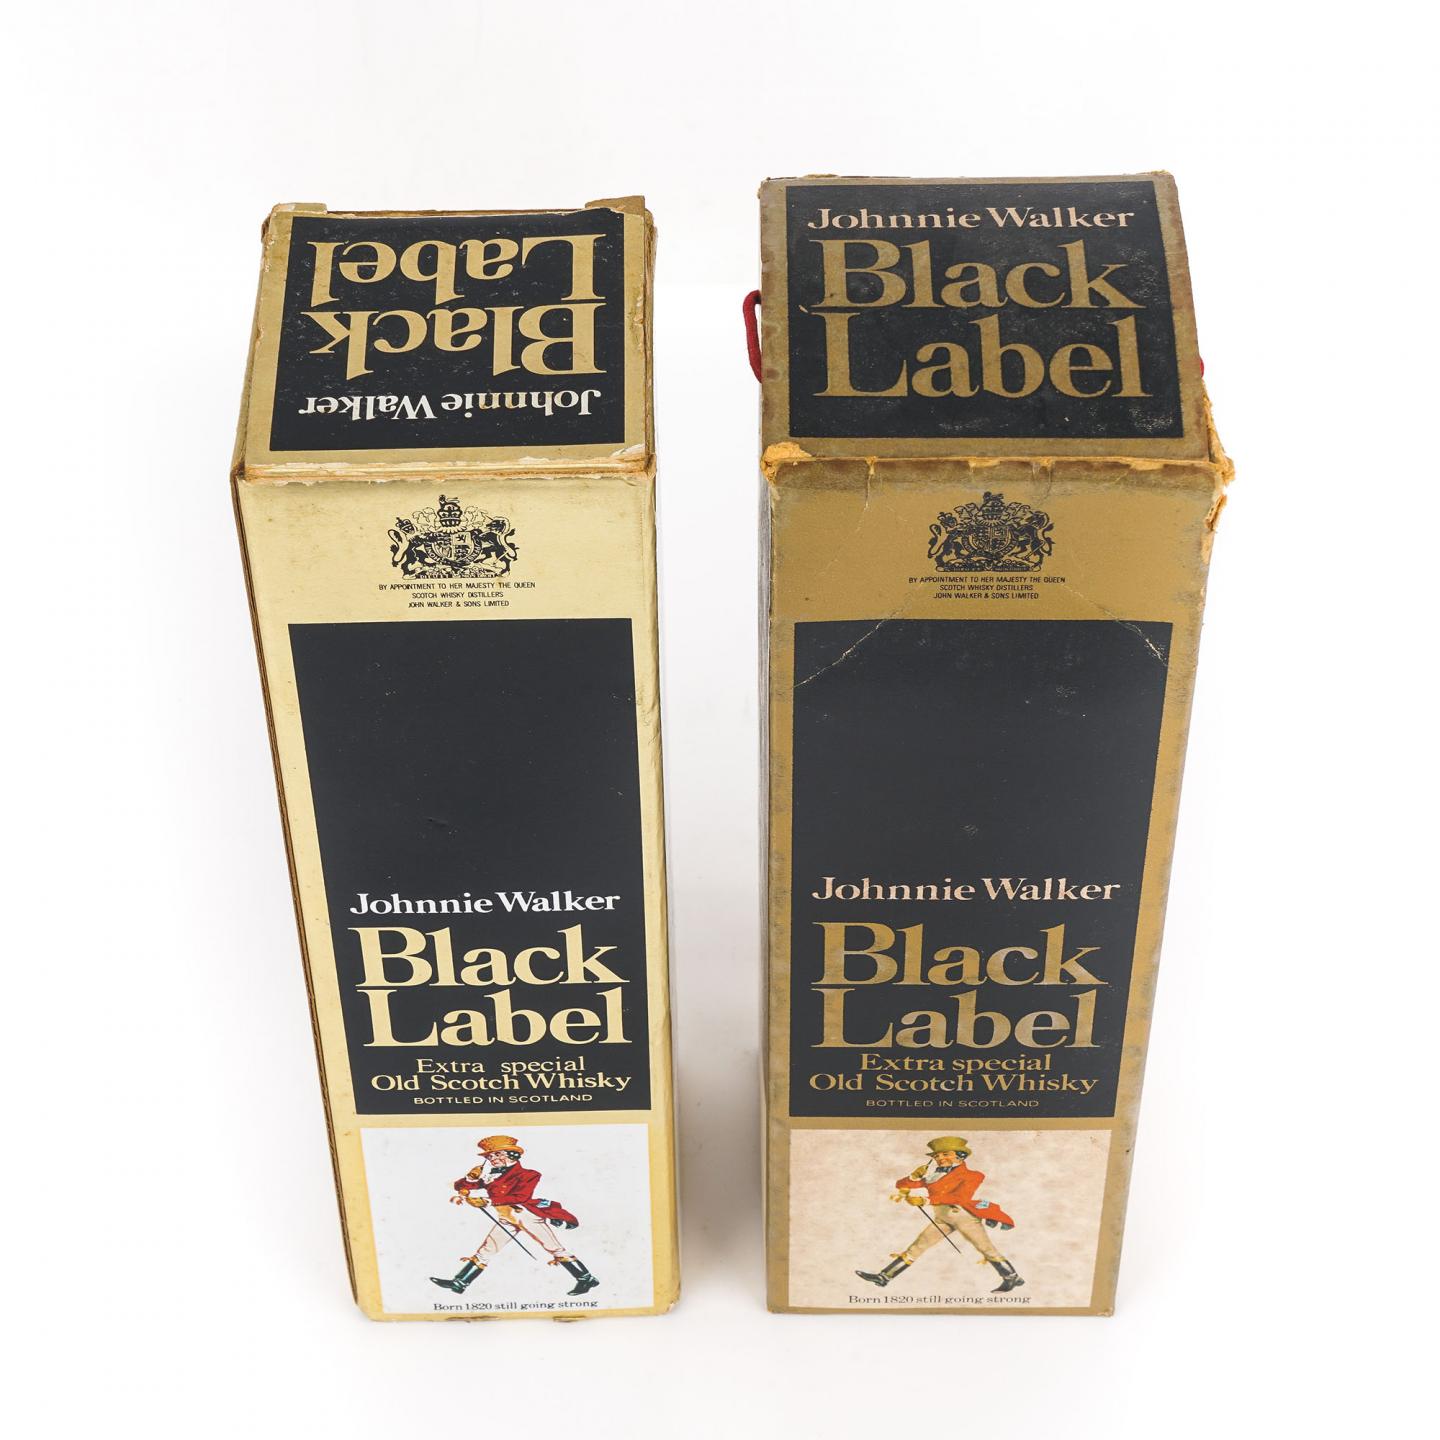 Johnnie Walker
Black
Label
BY APPOINTMENT TO HER MAJESTY THE QUEEN
SCOTCH WHISKY DISTILLERS
JOHN WALKER & SONS LIMITED
Johnnie Walker
Black
Label
Extra special
Old Scotch Whisky
BOTTLED IN SCOTLAND
Born 1820 still going strong
Johnnie Walker
Black
Label
BY APPOINTMENT TO HER MAJESTY THE QUEEN
SCOTCH WHISKY DISTILLERS
JOHN WALKER & SONS LIMITED
Johnnie Walker
Black
Label
Extra special
Old Scotch Whisky
BOTTLED IN SCOTLAND
Born 1820 still going strong